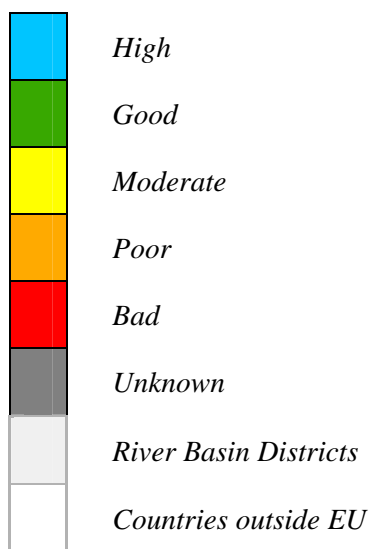 High
Good
Moderate
Poor
Bad
Unknown
River Basin Districts
Countries outside EU